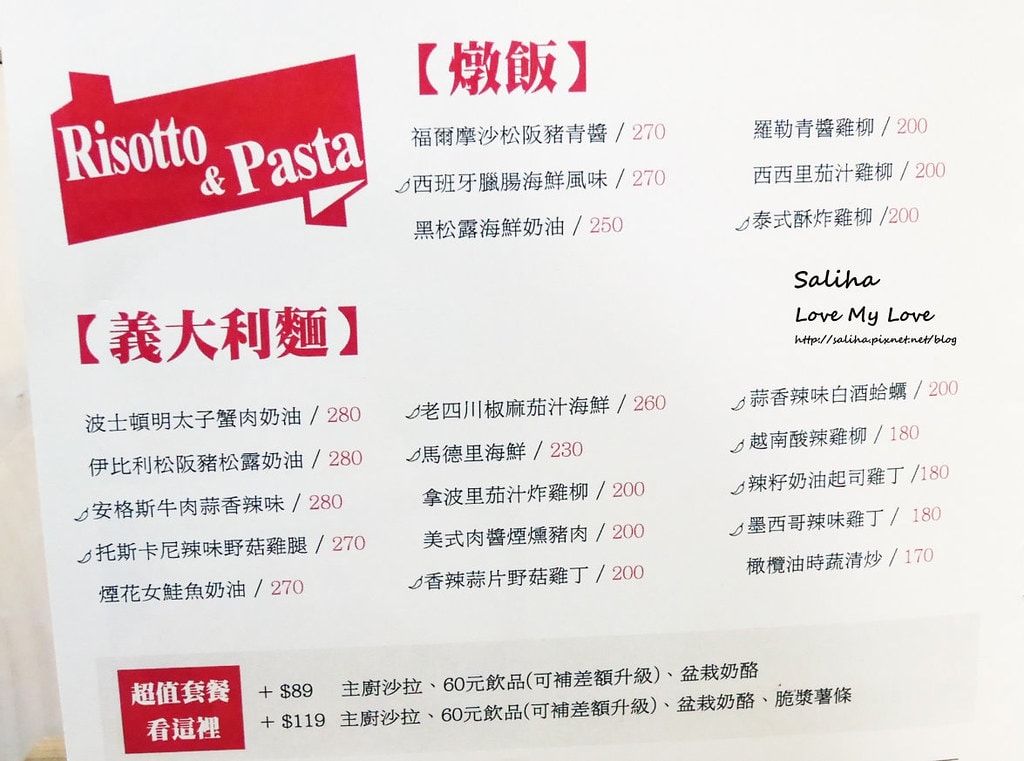 Risotto
& Pasta
【燉飯】
福爾摩沙松阪豬青醬 / 270
西班牙臘腸海鮮風味 / 270
黑松露海鮮奶油 / 250
羅勒青醬雞柳 / 200
西西里茄汁雞柳 / 200
泰式酥炸雞柳 /200
Saliha
Love My Love
http://saliha.pixnet.net/blog
【義大利麵】
波士頓明太子蟹肉奶油 / 280
伊比利松阪豬松露奶油 / 280
安格斯牛肉蒜香辣味 / 280
托斯卡尼辣味野菇雞腿 / 270
煙花女鮭魚奶油 / 270
老四川椒麻茄汁海鮮 / 260
馬德里海鮮 / 230
拿波里茄汁炸雞柳 / 200
美式肉醬煙燻豬肉 / 200
香辣蒜片野菇雞丁 / 200
蒜香辣味白酒蛤蠣 / 200
越南酸辣雞柳 / 180
辣籽奶油起司雞丁 /180
墨西哥辣味雞丁 / 180
橄欖油時蔬清炒 / 170
超值套餐
看這裡
+ $89 主廚沙拉、60元飲品(可補差額升級)、盆栽奶酪
+ $119 主廚沙拉、60元飲品(可補差額升級)、盆栽奶酪、脆漿薯條